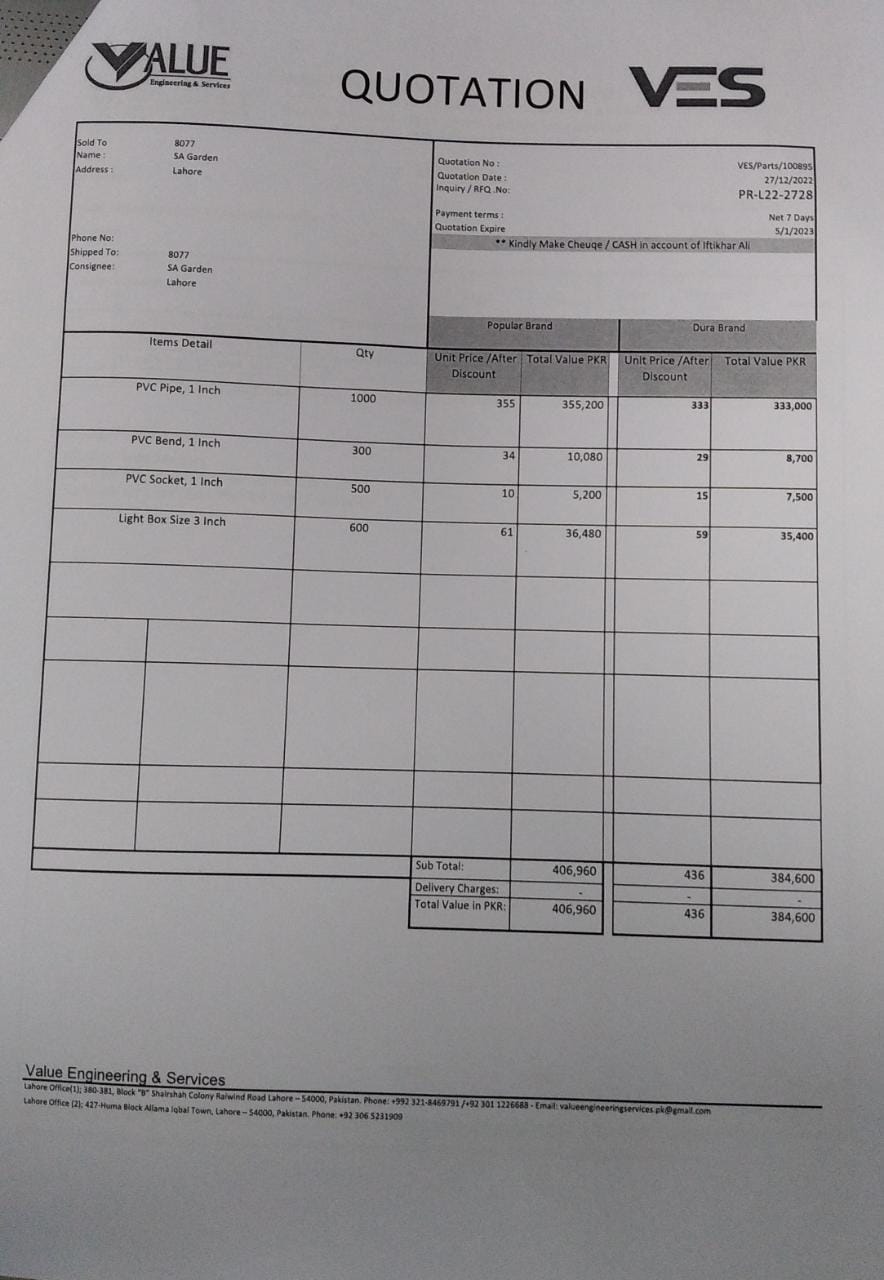 VALUE
Engineering & Services
QUOTATION
VES
Sold To 8077
Name : SA Garden
Address : Lahore
Phone No:
Shipped To: 8077
Consignee: SA Garden
Lahore
Quotation No : VES/Parts/100895
Quotation Date : 27/12/2022
Inquiry / RFQ .No: PR-L22-2728
Payment terms : Net 7 Days
Quotation Expire 5/1/2023
** Kindly Make Cheuqe / CASH in account of Iftikhar Ali
Popular Brand Dura Brand
Items Detail Qty Unit Price /After Discount Total Value PKR Unit Price /After Discount Total Value PKR
PVC Pipe, 1 Inch 1000 355 355,200 333 333,000
PVC Bend, 1 Inch 300 34 10,080 29 8,700
PVC Socket, 1 Inch 500 10 5,200 15 7,500
Light Box Size 3 Inch 600 61 36,480 59 35,400
Sub Total: 406,960 436 384,600
Delivery Charges: - - -
Total Value in PKR: 406,960 436 384,600
Value Engineering & Services
Lahore Office(1); 380-381, Block "B" Shairshah Colony Raiwind Road Lahore – 54000, Pakistan. Phone: +992 321-8469791 /+92 301 1226688 - Email: valueengineeringservices.pk@gmail.com
Lahore Office (2); 427-Huma Block Allama Iqbal Town, Lahore – 54000, Pakistan. Phone: +92 306 5231909